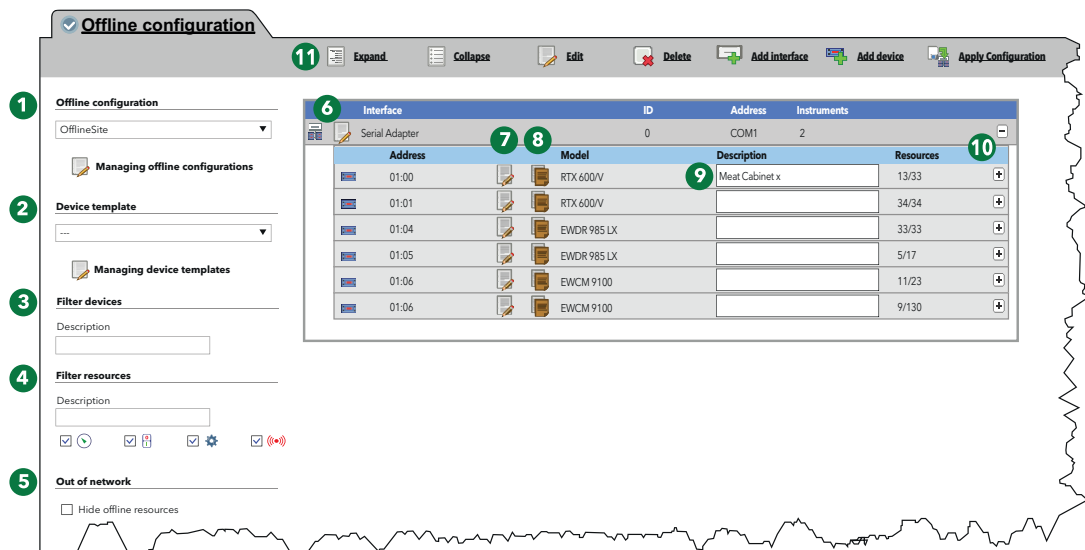 Offline configuration
11 Expand Collapse Edit Delete Add interface Add device Apply Configuration
1 Offline configuration
OfflineSite
Managing offline configurations
2 Device template
---
Managing device templates
3 Filter devices
Description
4 Filter resources
Description
5 Out of network
Hide offline resources
6 Interface ID Address Instruments
Serial Adapter 0 COM1 2
7 8 10
Address Model Description Resources
01:00 RTX 600/V 9 Meat Cabinet x 13/33
01:01 RTX 600/V 34/34
01:04 EWDR 985 LX 33/33
01:05 EWDR 985 LX 5/17
01:06 EWCM 9100 11/23
01:06 EWCM 9100 9/130